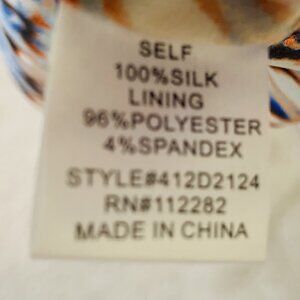 SELF
100%SILK
LINING
96%POLYESTER
4%SPANDEX
STYLE#412D2124
RN#112282
MADE IN CHINA